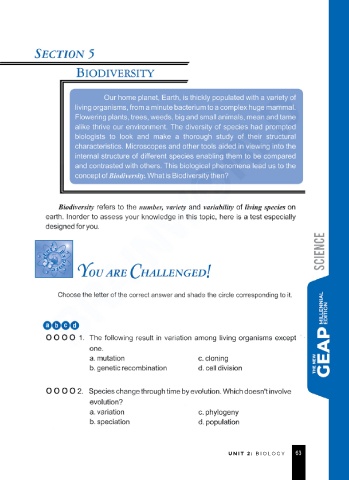 SECTION 5
BIODIVERSITY
Our home planet, Earth, is thickly populated with a variety of
living organisms, from a minute bacterium to a complex huge mammal.
Flowering plants, trees, weeds, big and small animals, mean and tame
alike thrive our environment. The diversity of species had prompted
biologists to look and make a thorough study of their structural
characteristics. Microscopes and other tools aided in viewing into the
internal structure of different species enabling them to be compared
and contrasted with others. This biological phenomena lead us to the
concept of Biodiversity. What is Biodiversity then?
Biodiversity refers to the number, variety and variability of living species on
earth. Inorder to assess your knowledge in this topic, here is a test especially
designed for you.
YOU ARE CHALLENGED!
Choose the letter of the correct answer and shade the circle corresponding to it.
a b c d
O O O O 1. The following result in variation among living organisms except
one.
a. mutation c. cloning
b. genetic recombination d. cell division
O O O O 2. Species change through time by evolution. Which doesn't involve
evolution?
a. variation c. phylogeny
b. speciation d. population
SCIENCE
THE NEW
GEAP
MILLENNIAL
EDITION
UNIT 2: BIOLOGY 63